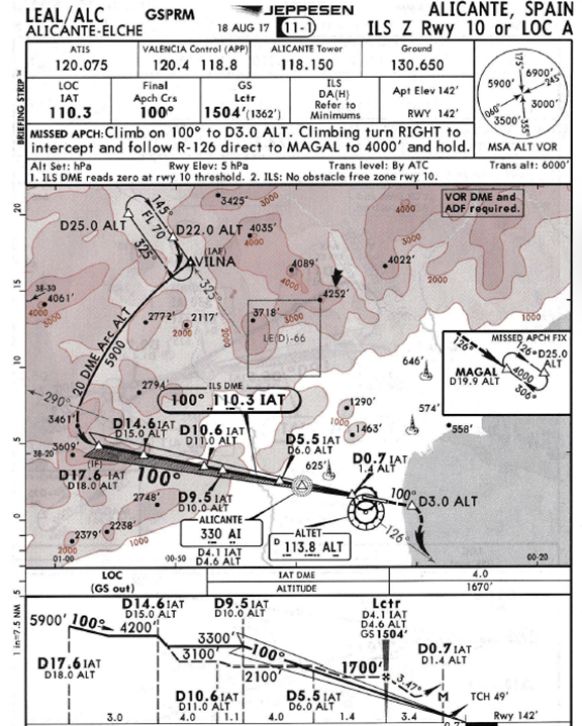 LEAL/ALC GSPRM JEPPESEN ALICANTE, SPAIN
ALICANTE-ELCHE 18 AUG 17 11-1 ILS Z Rwy 10 or LOC A
BRIEFING STRIP™
ATIS VALENCIA Control (APP) ALICANTE Tower Ground
120.075 120.4 118.8 118.150 130.650
LOC IAT 110.3
Final Apch Crs 100°
GS Lctr 1504' (1362')
ILS DA(H) Refer to Minimums
Apt Elev 142'
RWY 142'
5900' 6900' 3000' 3500'
175° 245° 060° 355°
MSA ALT VOR
MISSED APCH: Climb on 100° to D3.0 ALT. Climbing turn RIGHT to
intercept and follow R-126 direct to MAGAL to 4000' and hold.
Alt Set: hPa Rwy Elev: 5 hPa Trans level: By ATC Trans alt: 6000'
1. ILS DME reads zero at rwy 10 threshold. 2. ILS: No obstacle free zone rwy 10.
VOR DME and
ADF required.
20
15
10
5
0
145°
FL 70
325°
D25.0 ALT
D22.0 ALT
(IAF)
VILNA
325°
3425'
4035'
4000
4000
3000
4089'
4000
4022'
4252'
38-30
4061'
4000
3000
2772'
2117'
2000
3718'
LE(D)-66
20 DME Arc ALT
5900
MISSED APCH FIX
126°
126°
D25.0 ALT
4000
306°
MAGAL
D19.9 ALT
646'
574'
558'
2794'
290°
ILS DME
100° 110.3 IAT
1290'
1463'
3461'
3609'
38-20
D14.6 IAT
D15.0 ALT
D10.6 IAT
D11.0 ALT
D5.5 IAT
D6.0 ALT
625'
D0.7 IAT
1.4 ALT
(IF)
D17.6 IAT
D18.0 ALT
100°
D9.5 IAT
D10.0 ALT
100°
D3.0 ALT
2748'
2238'
2379'
2000
1000
1000
ALICANTE
330 AI
D4.1 IAT
D4.6 ALT
ALTET
D 113.8 ALT
126°
01-00
00-50
00-20
1 in=7.5 NM
5
LOC
(GS out)
IAT DME 4.0
ALTITUDE 1670'
D14.6 IAT
D15.0 ALT
D9.5 IAT
D10.0 ALT
Lctr
D4.1 IAT
D4.6 ALT
GS 1504'
D0.7 IAT
D1.4 ALT
5900' 100°
4200'
3300'
3100'
100°
2100'
1700'
3.47°
M
TCH 49'
D17.6 IAT
D18.0 ALT
D10.6 IAT
D11.0 ALT
D5.5 IAT
D6.0 ALT
3.0 4.0 1.1 4.0 1.4 3.4 0.7
Rwy 142'